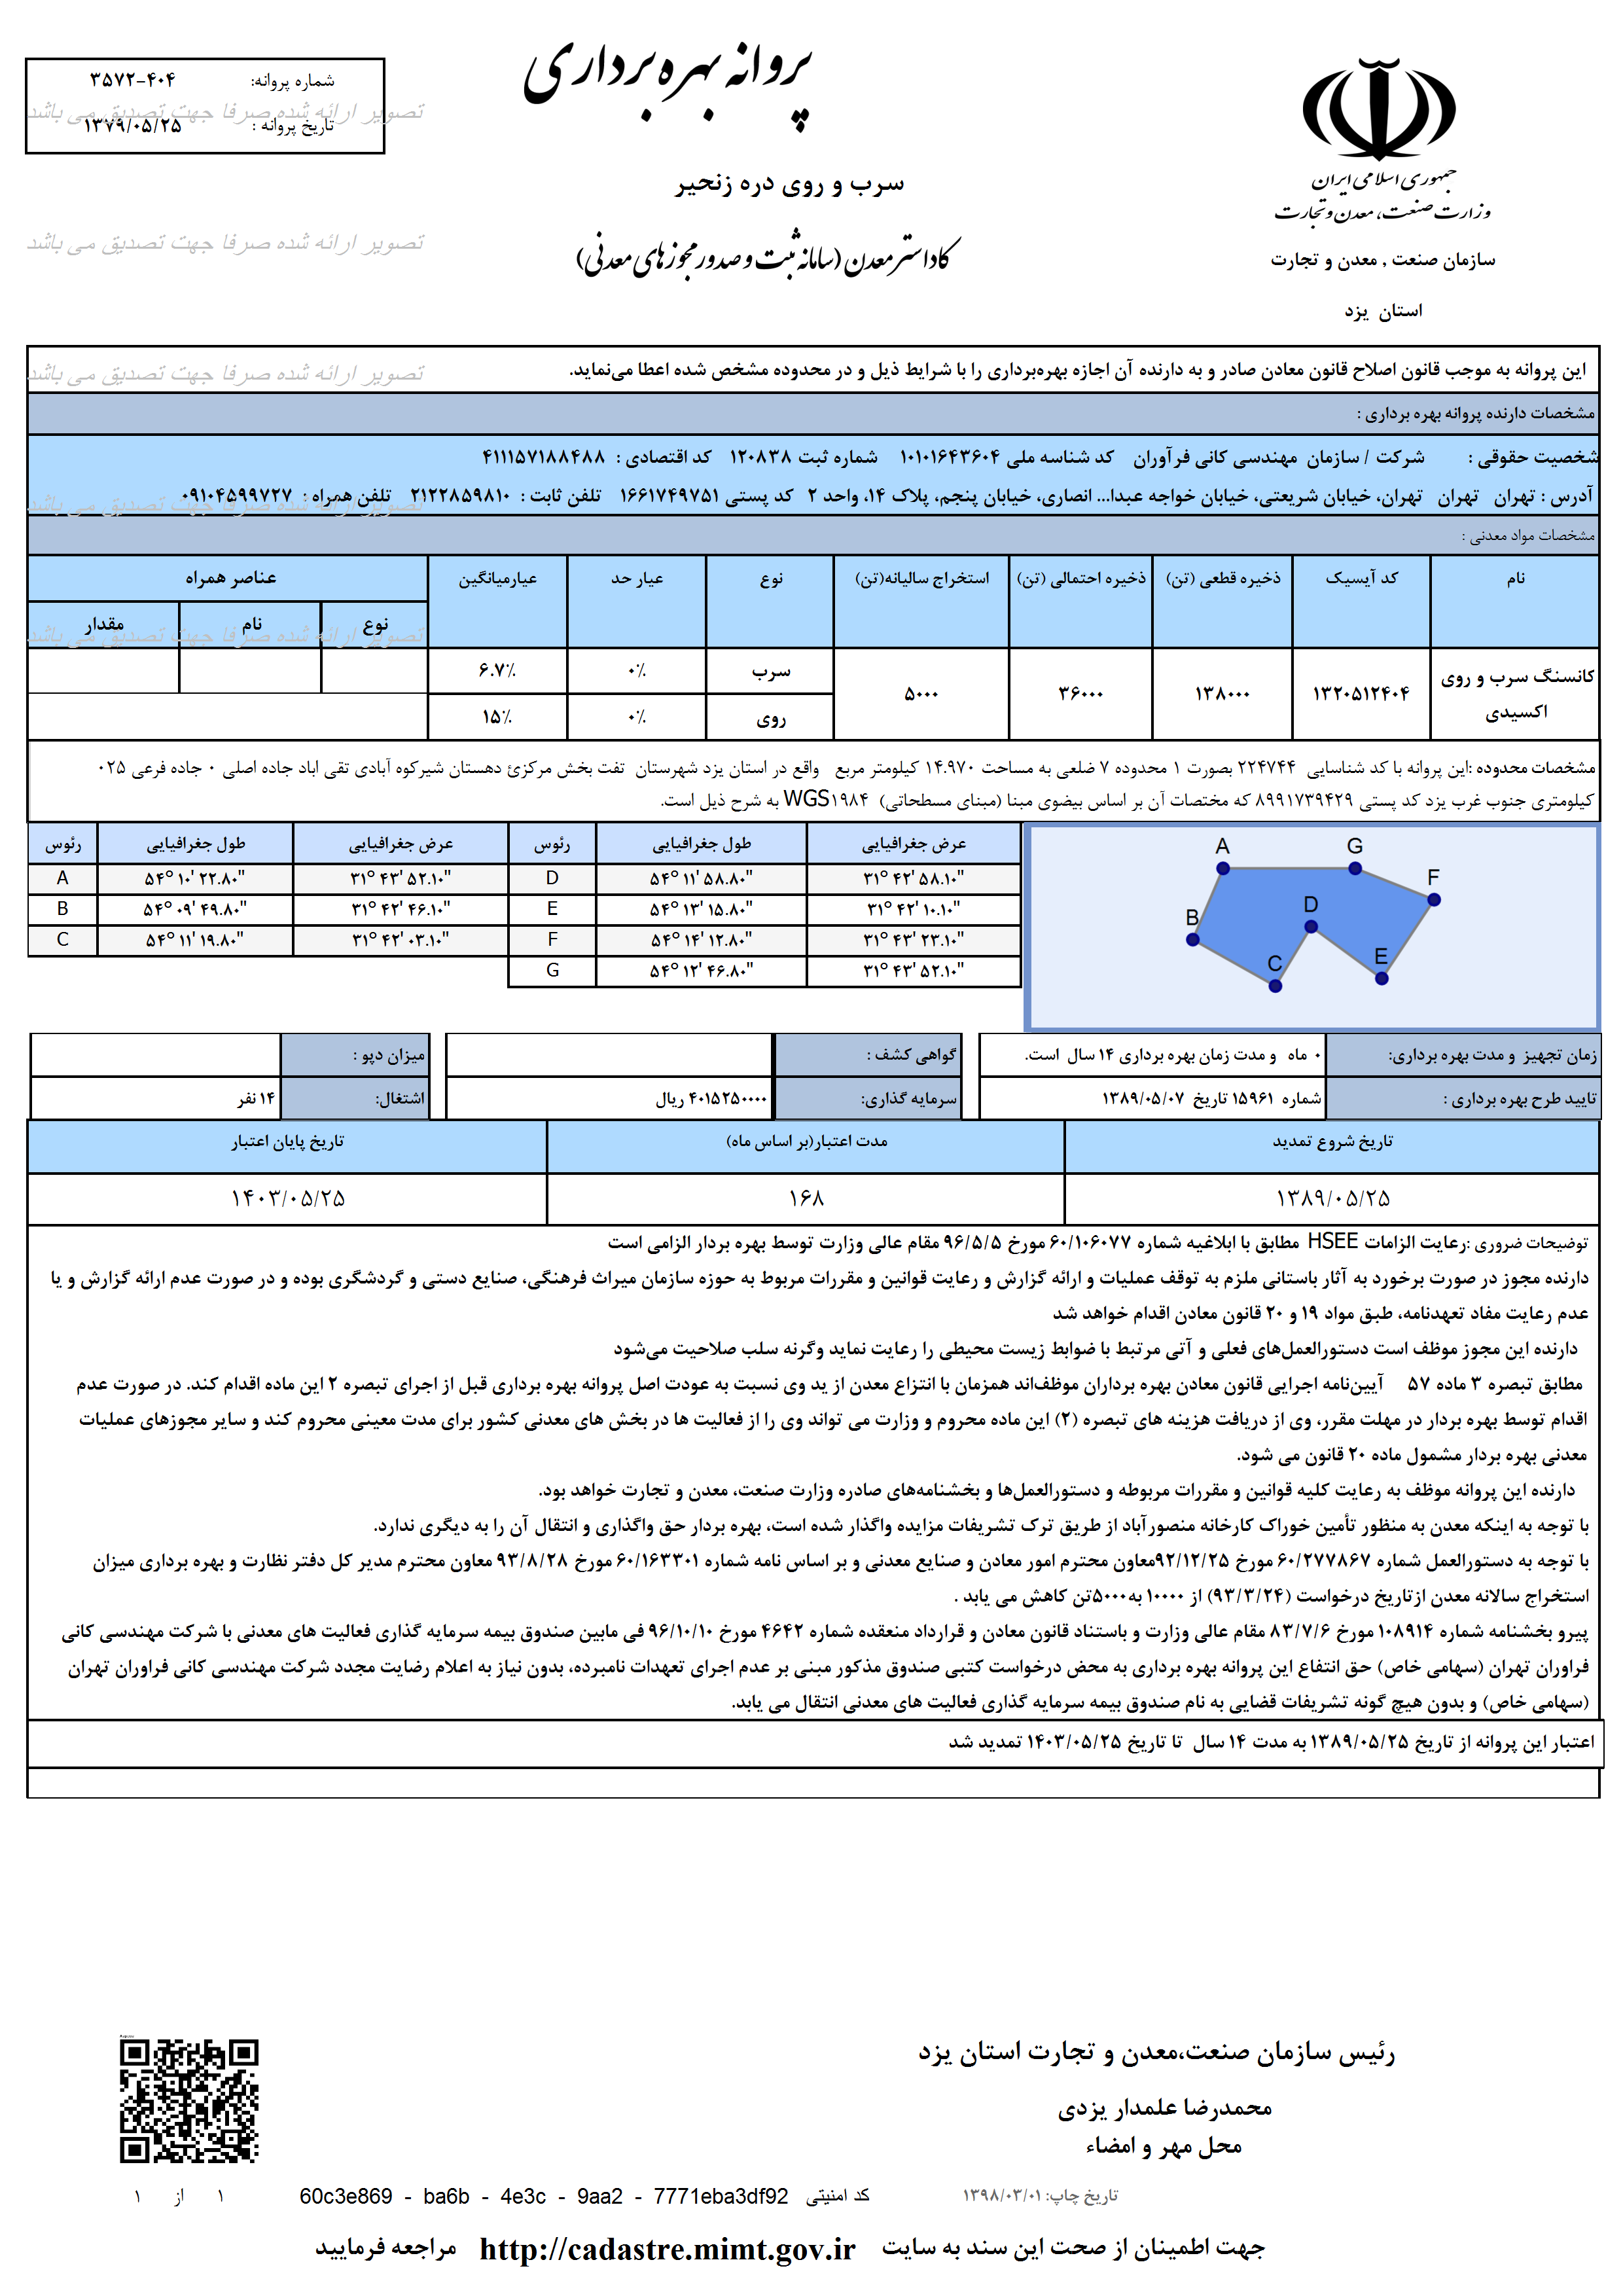 پروانه بهره برداری
سرب و روی دره زنجیر
کاداستر معدن (سامانه ثبت و صدور مجوزهای معدنی)
جمهوری اسلامی ایران
وزارت صنعت، معدن و تجارت
سازمان صنعت , معدن و تجارت
استان یزد
شماره پروانه: ۳۵۷۲-۴۰۴
تصویر ارائه شده صرفا جهت تصدیق می باشد
تاریخ پروانه : ۱۳۷۹/۰۵/۲۵
تصویر ارائه شده صرفا جهت تصدیق می باشد
تصویر ارائه شده صرفا جهت تصدیق می باشد
این پروانه به موجب قانون اصلاح قانون معادن صادر و به دارنده آن اجازه بهره‌برداری را با شرایط ذیل و در محدوده مشخص شده اعطا می‌نماید.
مشخصات دارنده پروانه بهره برداری :
شخصیت حقوقی : شرکت / سازمان مهندسی کانی فرآوران کد شناسه ملی ۱۰۱۰۱۶۴۳۶۰۴ شماره ثبت ۱۲۰۸۳۸ کد اقتصادی : ۴۱۱۱۵۷۱۸۸۴۸۸
آدرس : تهران تهران تهران، خیابان شریعتی، خیابان خواجه عبدا... انصاری، خیابان پنجم، پلاک ۱۴، واحد ۲ کد پستی ۱۶۶۱۷۴۹۷۵۱ تلفن ثابت : ۲۱۲۲۸۵۹۸۱۰ تلفن همراه : ۰۹۱۰۴۵۹۹۷۲۷
تصویر ارائه شده صرفا جهت تصدیق می باشد
مشخصات مواد معدنی :
نام کد آیسیک ذخیره قطعی (تن) ذخیره احتمالی (تن) استخراج سالیانه(تن) نوع عیار حد عیارمیانگین عناصر همراه
نوع نام مقدار
تصویر ارائه شده صرفا جهت تصدیق می باشد
کانسنگ سرب و روی اکسیدی ۱۳۲۰۵۱۲۴۰۴ ۱۳۸۰۰۰ ۳۶۰۰۰ ۵۰۰۰ سرب ۰٪ ۶.۷٪
روی ۰٪ ۱۵٪
مشخصات محدوده :این پروانه با کد شناسایی ۲۲۴۷۴۴ بصورت ۱ محدوده ۷ ضلعی به مساحت ۱۴.۹۷۰ کیلومتر مربع واقع در استان یزد شهرستان تفت بخش مرکزئ دهستان شیرکوه آبادی تقی اباد جاده اصلی ۰ جاده فرعی ۰۲۵
کیلومتری جنوب غرب یزد کد پستی ۸۹۹۱۷۳۹۴۲۹ که مختصات آن بر اساس بیضوی مبنا (مبنای مسطحاتی) WGS۱۹۸۴ به شرح ذیل است.
رئوس طول جغرافیایی عرض جغرافیایی رئوس طول جغرافیایی عرض جغرافیایی
A ۵۴° ۱۰' ۲۲.۸۰" ۳۱° ۴۳' ۵۲.۱۰" D ۵۴° ۱۱' ۵۸.۸۰" ۳۱° ۴۲' ۵۸.۱۰"
B ۵۴° ۰۹' ۴۹.۸۰" ۳۱° ۴۲' ۴۶.۱۰" E ۵۴° ۱۳' ۱۵.۸۰" ۳۱° ۴۲' ۱۰.۱۰"
C ۵۴° ۱۱' ۱۹.۸۰" ۳۱° ۴۲' ۰۳.۱۰" F ۵۴° ۱۴' ۱۲.۸۰" ۳۱° ۴۳' ۲۳.۱۰"
G ۵۴° ۱۲' ۴۶.۸۰" ۳۱° ۴۳' ۵۲.۱۰"
A G
F
D
B
E
C
زمان تجهیز و مدت بهره برداری: ۰ ماه و مدت زمان بهره برداری ۱۴ سال است. گواهی کشف : میزان دپو :
تایید طرح بهره برداری : شماره ۱۵۹۶۱ تاریخ ۱۳۸۹/۰۵/۰۷ سرمایه گذاری: ۴۰۱۵۲۵۰۰۰۰ ریال اشتغال: ۱۴ نفر
تاریخ شروع تمدید مدت اعتبار(بر اساس ماه) تاریخ پایان اعتبار
۱۳۸۹/۰۵/۲۵ ۱۶۸ ۱۴۰۳/۰۵/۲۵
توضیحات ضروری :رعایت الزامات HSEE مطابق با ابلاغیه شماره ۶۰/۱۰۶۰۷۷ مورخ ۹۶/۵/۵ مقام عالی وزارت توسط بهره بردار الزامی است
دارنده مجوز در صورت برخورد به آثار باستانی ملزم به توقف عملیات و ارائه گزارش و رعایت قوانین و مقررات مربوط به حوزه سازمان میراث فرهنگی، صنایع دستی و گردشگری بوده و در صورت عدم ارائه گزارش و یا
عدم رعایت مفاد تعهدنامه، طبق مواد ۱۹ و ۲۰ قانون معادن اقدام خواهد شد
دارنده این مجوز موظف است دستورالعمل‌های فعلی و آتی مرتبط با ضوابط زیست محیطی را رعایت نماید وگرنه سلب صلاحیت می‌شود
مطابق تبصره ۳ ماده ۵۷ آیین‌نامه اجرایی قانون معادن بهره برداران موظف‌اند همزمان با انتزاع معدن از ید وی نسبت به عودت اصل پروانه بهره برداری قبل از اجرای تبصره ۲ این ماده اقدام کند. در صورت عدم
اقدام توسط بهره بردار در مهلت مقرر، وی از دریافت هزینه های تبصره (۲) این ماده محروم و وزارت می تواند وی را از فعالیت ها در بخش های معدنی کشور برای مدت معینی محروم کند و سایر مجوزهای عملیات
معدنی بهره بردار مشمول ماده ۲۰ قانون می شود.
دارنده این پروانه موظف به رعایت کلیه قوانین و مقررات مربوطه و دستورالعمل‌ها و بخشنامه‌های صادره وزارت صنعت، معدن و تجارت خواهد بود.
با توجه به اینکه معدن به منظور تأمین خوراک کارخانه منصورآباد از طریق ترک تشریفات مزایده واگذار شده است، بهره بردار حق واگذاری و انتقال آن را به دیگری ندارد.
با توجه به دستورالعمل شماره ۶۰/۲۷۷۸۶۷ مورخ ۹۲/۱۲/۲۵معاون محترم امور معادن و صنایع معدنی و بر اساس نامه شماره ۶۰/۱۶۳۳۰۱ مورخ ۹۳/۸/۲۸ معاون محترم مدیر کل دفتر نظارت و بهره برداری میزان
استخراج سالانه معدن ازتاریخ درخواست (۹۳/۳/۲۴) از ۱۰۰۰۰ به۵۰۰۰تن کاهش می یابد .
پیرو بخشنامه شماره ۱۰۸۹۱۴ مورخ ۸۳/۷/۶ مقام عالی وزارت و باستناد قانون معادن و قرارداد منعقده شماره ۴۶۴۲ مورخ ۹۶/۱۰/۱۰ فی مابین صندوق بیمه سرمایه گذاری فعالیت های معدنی با شرکت مهندسی کانی
فراوران تهران (سهامی خاص) حق انتفاع این پروانه بهره برداری به محض درخواست کتبی صندوق مذکور مبنی بر عدم اجرای تعهدات نامبرده، بدون نیاز به اعلام رضایت مجدد شرکت مهندسی کانی فراوران تهران
(سهامی خاص) و بدون هیچ گونه تشریفات قضایی به نام صندوق بیمه سرمایه گذاری فعالیت های معدنی انتقال می یابد.
اعتبار این پروانه از تاریخ ۱۳۸۹/۰۵/۲۵ به مدت ۱۴ سال تا تاریخ ۱۴۰۳/۰۵/۲۵ تمدید شد
رئیس سازمان صنعت،معدن و تجارت استان یزد
محمدرضا علمدار یزدی
محل مهر و امضاء
تاریخ چاپ: ۱۳۹۸/۰۳/۰۱ کد امنیتی 60c3e869 - ba6b - 4e3c - 9aa2 - 7771eba3df92 ۱ از ۱
جهت اطمینان از صحت این سند به سایت http://cadastre.mimt.gov.ir مراجعه فرمایید